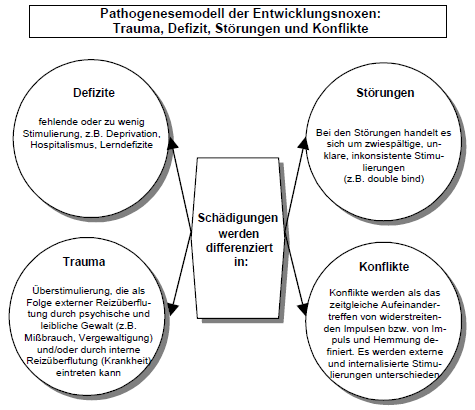 Pathogenesemodell der Entwicklungsnoxen:
Trauma, Defizit, Störungen und Konflikte
Defizite
fehlende oder zu wenig
Stimulierung, z.B. Deprivation,
Hospitalismus, Lerndefizite
Störungen
Bei den Störungen handelt es
sich um zwiespältige, un-
klare, inkonsistente Stimu-
lierungen
(z.B. double bind)
Schädigungen
werden
differenziert
in:
Trauma
Überstimulierung, die als
Folge externer Reizüberflu-
tung durch psychische und
leibliche Gewalt (z.B.
Mißbrauch, Vergewaltigung)
und/oder durch interne
Reizüberflutung (Krankheit)
eintreten kann
Konflikte
Konflikte werden als das
zeitgleiche Aufeinander-
treffen von widerstreiten-
den Impulsen bzw. von Im-
puls und Hemmung de-
finiert. Es werden externe
und internalisierte Stimu-
lierungen unterschieden